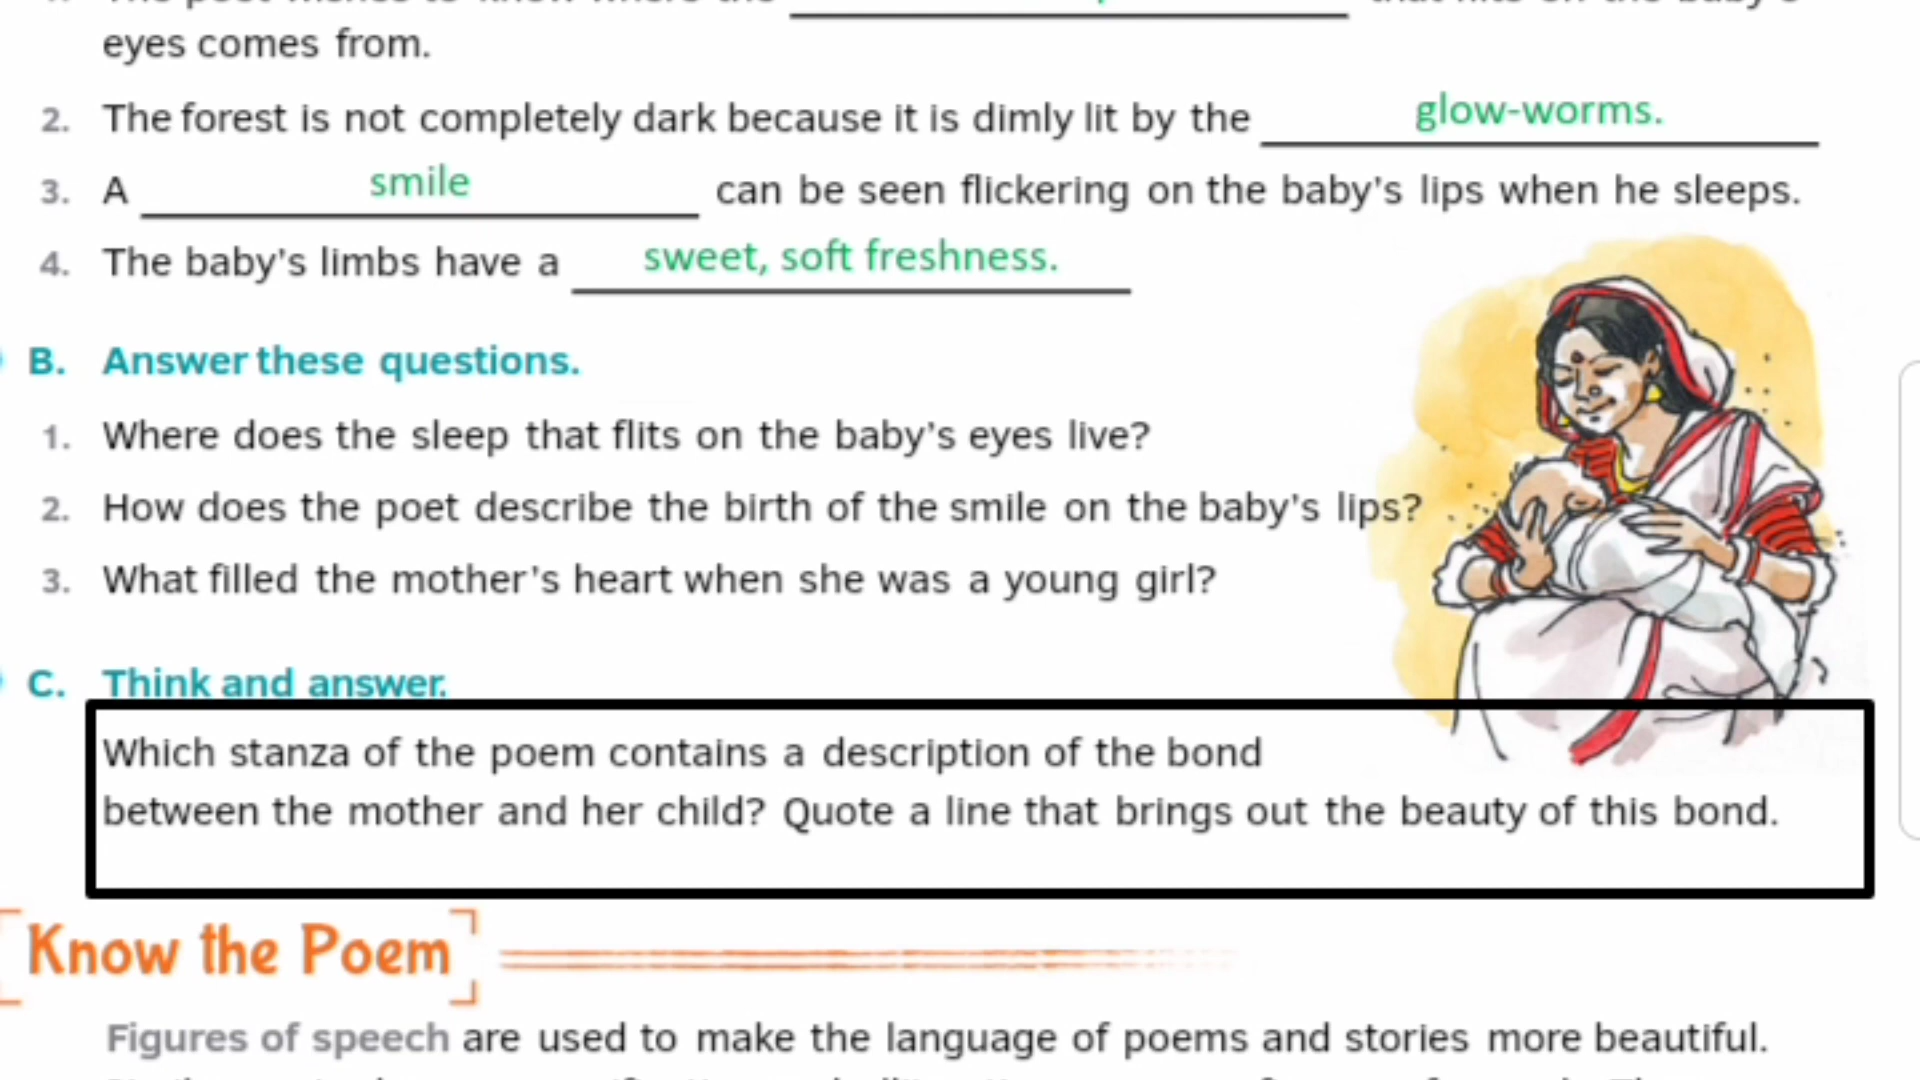 eyes comes from.
2. The forest is not completely dark because it is dimly lit by the glow-worms.
3. A smile can be seen flickering on the baby's lips when he sleeps.
4. The baby's limbs have a sweet, soft freshness.
B. Answer these questions.
1. Where does the sleep that flits on the baby's eyes live?
2. How does the poet describe the birth of the smile on the baby's lips?
3. What filled the mother's heart when she was a young girl?
C. Think and answer.
Which stanza of the poem contains a description of the bond
between the mother and her child? Quote a line that brings out the beauty of this bond.
Know the Poem
Figures of speech are used to make the language of poems and stories more beautiful.